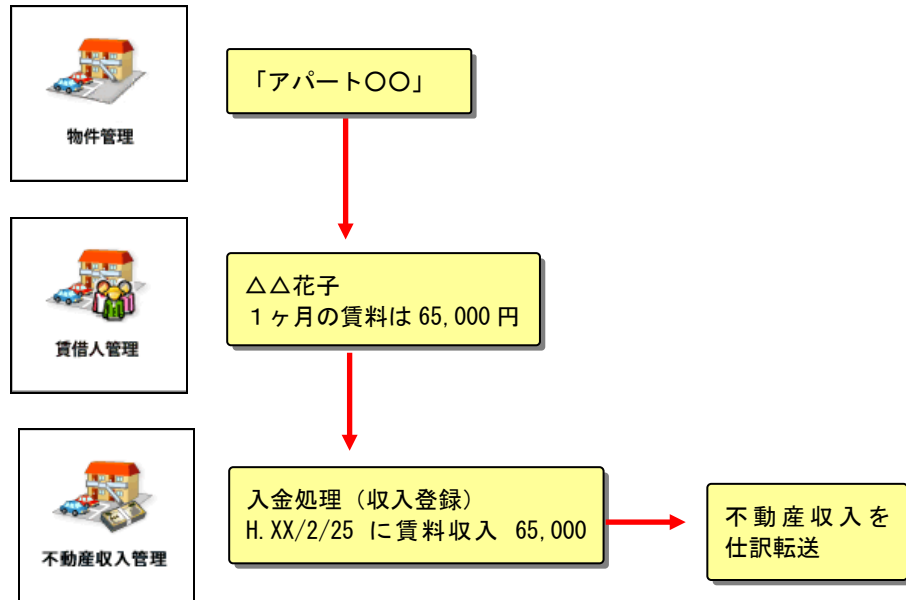 物件管理
「アパート〇〇」
賃借人管理
△△花子
１ヶ月の賃料は 65,000 円
不動産収入管理
入金処理（収入登録）
H.XX/2/25 に賃料収入 65,000
不動産収入を
仕訳転送